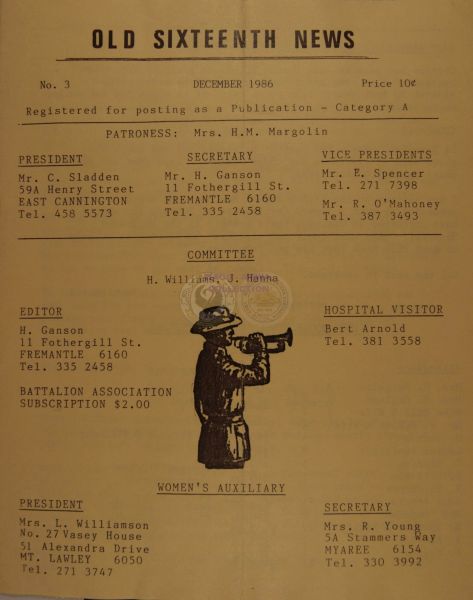 OLD SIXTEENTH NEWS
No. 3 DECEMBER 1986 Price 10¢
Registered for posting as a Publication - Category A
PATRONESS: Mrs. H.M. Margolin
PRESIDENT
Mr. C. Sladden
59A Henry Street
EAST CANNINGTON
Tel. 458 5573
SECRETARY
Mr. H. Ganson
11 Fothergill St.
FREMANTLE 6160
Tel. 335 2458
VICE PRESIDENTS
Mr. E. Spencer
Tel. 271 7398
Mr. R. O'Mahoney
Tel. 387 3493
COMMITTEE
H. Williams, J. Hanna
COLLECTION
EDITOR
H. Ganson
11 Fothergill St.
FREMANTLE 6160
Tel. 335 2458
BATTALION ASSOCIATION
SUBSCRIPTION $2.00
HOSPITAL VISITOR
Bert Arnold
Tel. 381 3558
WOMEN'S AUXILIARY
PRESIDENT
Mrs. L. Williamson
No. 27 Vasey House
51 Alexandra Drive
MT. LAWLEY 6050
Tel. 271 3747
SECRETARY
Mrs. R. Young
5A Stammers Way
MYAREE 6154
Tel. 330 3992